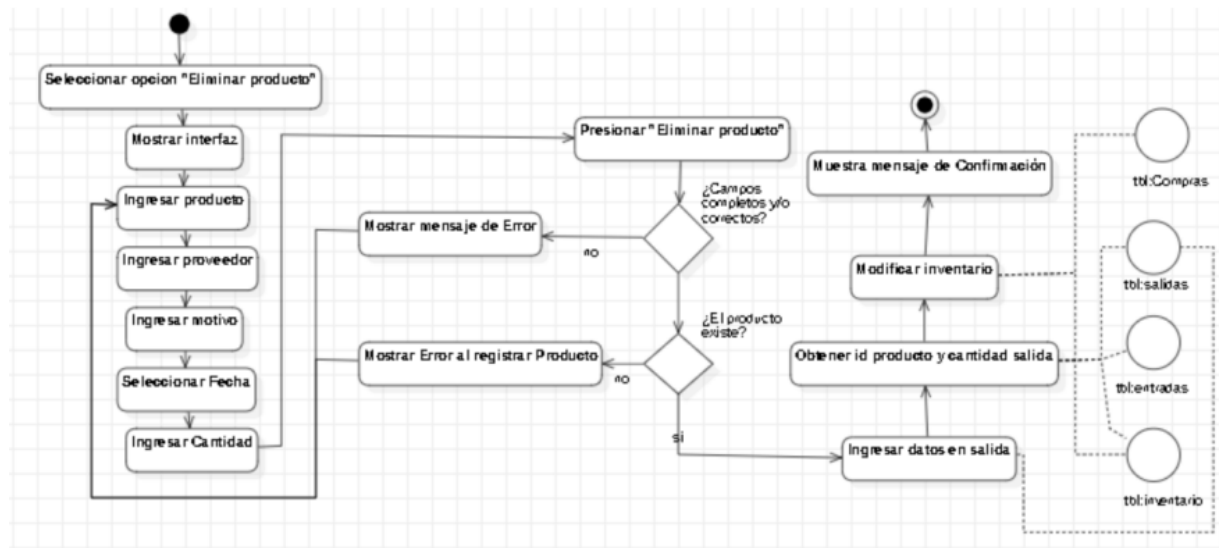 Seleccionar opcion "Eliminar producto"
Mostrar interfaz
Ingresar producto
Ingresar proveedor
Ingresar motivo
Seleccionar Fecha
Ingresar Cantidad
Presionar "Eliminar producto"
¿Campos
completos y/o
correctos?
no
Mostrar mensaje de Error
¿El producto
existe?
no
Mostrar Error al registrar Producto
si
Ingresar datos en salida
Obtener id producto y cantidad salida
Modificar inventario
Muestra mensaje de Confirmación
tbl:Compras
tbl:salidas
tbl:entradas
tbl:inventario